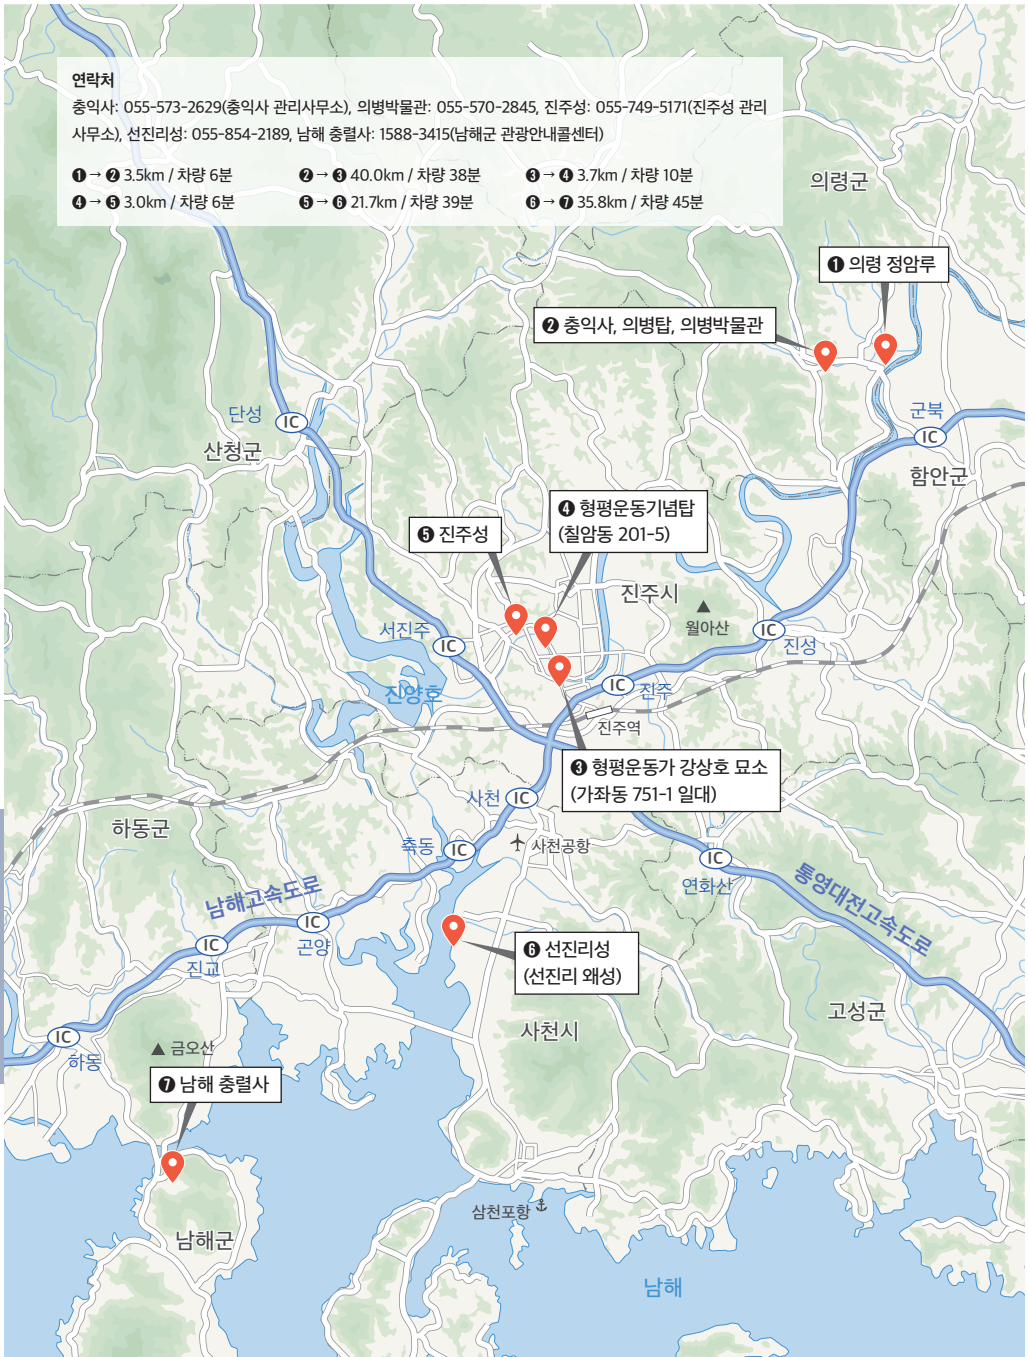 연락처
충익사: 055-573-2629(충익사 관리사무소), 의병박물관: 055-570-2845, 진주성: 055-749-5171(진주성 관리
사무소), 선진리성: 055-854-2189, 남해 충렬사: 1588-3415(남해군 관광안내콜센터)
❶ → ❷ 3.5km / 차량 6분 ❷ → ❸ 40.0km / 차량 38분 ❸ → ❹ 3.7km / 차량 10분
❹ → ❺ 3.0km / 차량 6분 ❺ → ❻ 21.7km / 차량 39분 ❻ → ❼ 35.8km / 차량 45분
의령군
❶ 의령 정암루
❷ 충익사, 의병탑, 의병박물관
단성
IC
군북
IC
산청군
함안군
❹ 형평운동기념탑
(칠암동 201-5)
❺ 진주성
진주시
월아산
서진주
IC
IC
진성
진양호
IC
진주
진주역
❸ 형평운동가 강상호 묘소
(가좌동 751-1 일대)
사천
IC
하동군
축동
IC
사천공항
IC
연화산
통영대전고속도로
남해고속도로
IC
곤양
IC
진교
❻ 선진리성
(선진리 왜성)
고성군
사천시
IC
하동
금오산
❼ 남해 충렬사
삼천포항
남해군
남해